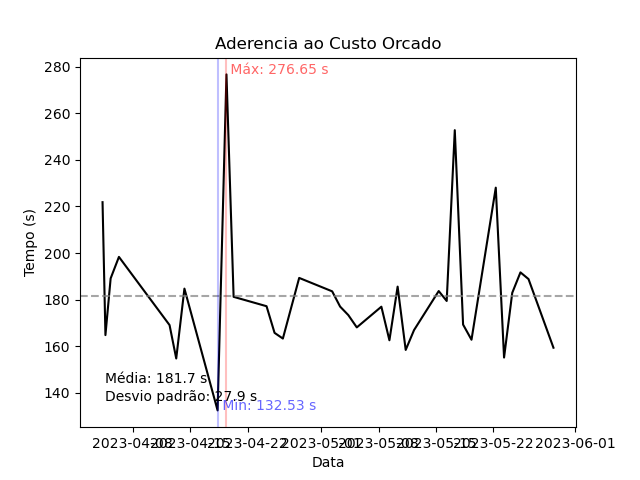 Aderencia ao Custo Orcado
Máx: 276.65 s
280
260
240
220
200
180
160
140
Tempo (s)
Média: 181.7 s
Desvio padrão: 27.9 s
Min: 132.53 s
2023-04-08 2023-04-15 2023-04-22 2023-05-01 2023-05-08 2023-05-15 2023-05-22 2023-06-01
Data